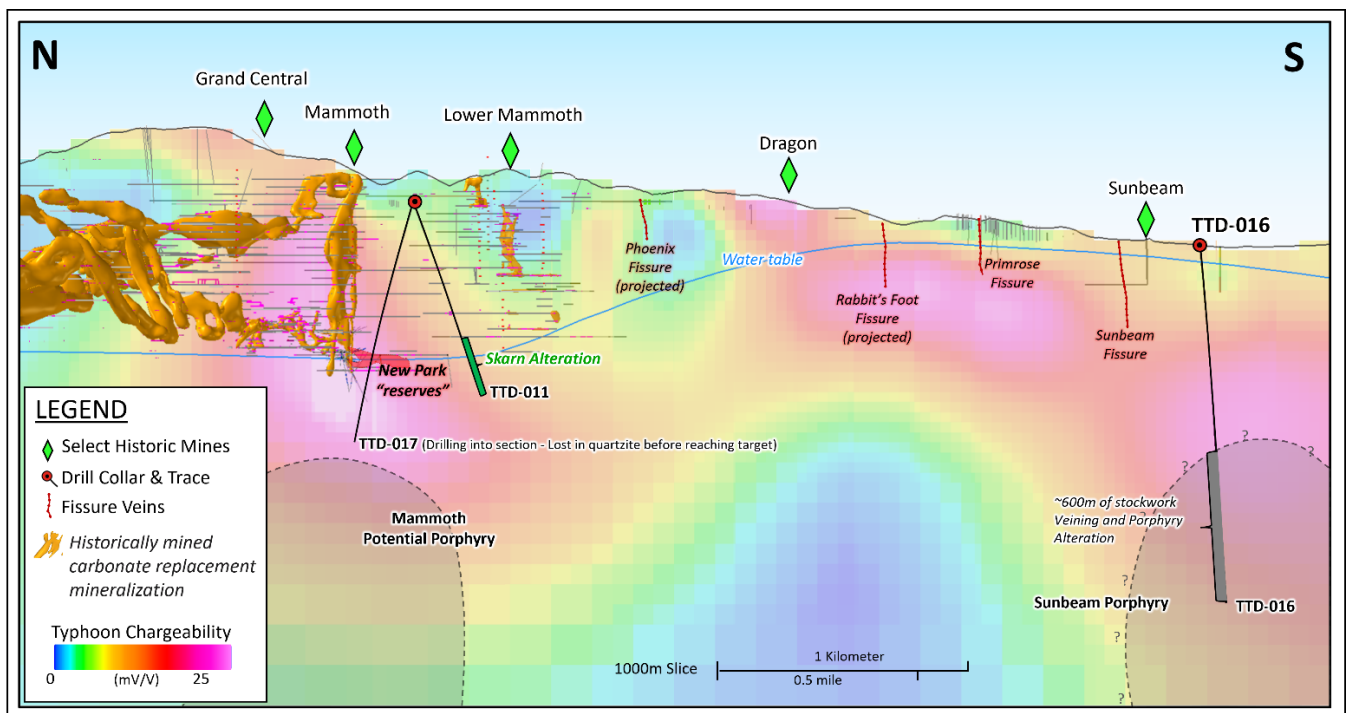 N
S
Grand Central
Mammoth
Lower Mammoth
Dragon
Sunbeam
TTD-016
Phoenix
Fissure
(projected)
Water-table
Rabbit's Foot
Fissure
(projected)
Primrose
Fissure
Sunbeam
Fissure
Skarn Alteration
New Park
"reserves"
TTD-011
TTD-017 (Drilling into section - Lost in quartzite before reaching target)
Mammoth
Potential Porphyry
?
?
?
?
?
?
?
~600m of stockwork
Veining and Porphyry
Alteration
Sunbeam Porphyry
TTD-016
LEGEND
Select Historic Mines
Drill Collar & Trace
Fissure Veins
Historically mined
carbonate replacement
mineralization
Typhoon Chargeability
0 (mV/V) 25
1000m Slice
1 Kilometer
0.5 mile